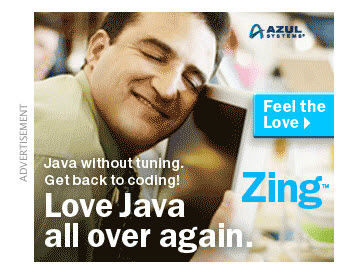 ADVERTISEMENT
AZUL
SYSTEMS®
Feel the
Love
Java without tuning.
Get back to coding!
Zing™
Love Java
all over again.